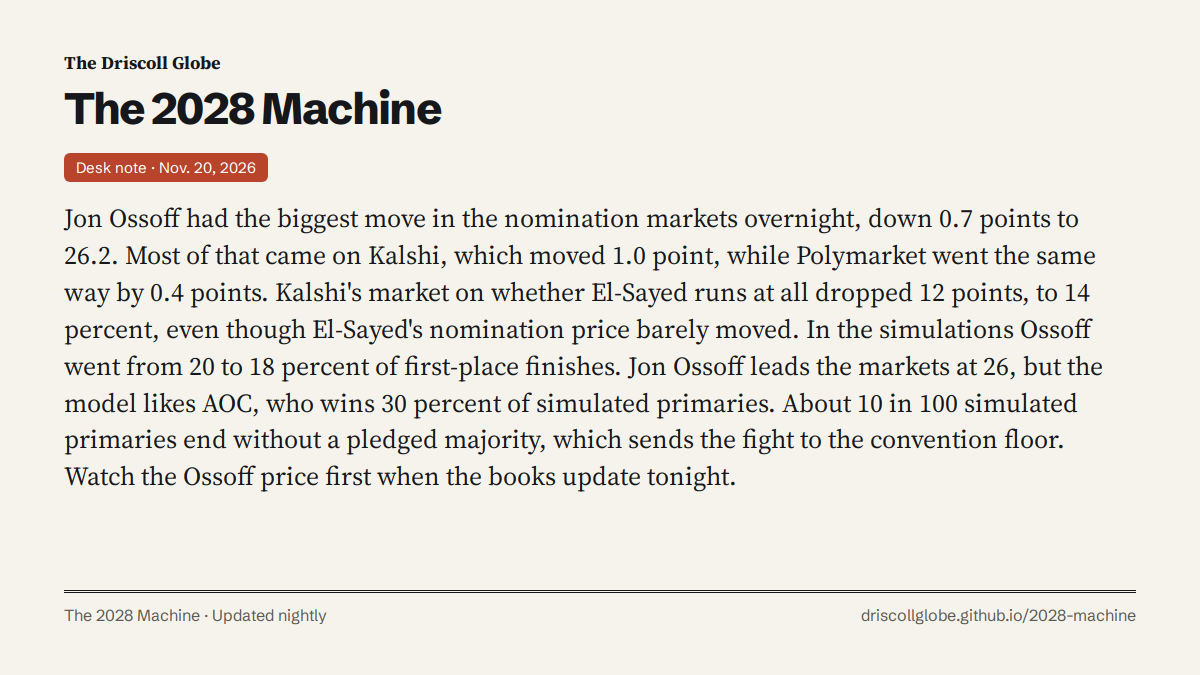 The Driscoll Globe
The 2028 Machine
Desk note · Nov. 20, 2026
Jon Ossoff had the biggest move in the nomination markets overnight, down 0.7 points to
26.2. Most of that came on Kalshi, which moved 1.0 point, while Polymarket went the same
way by 0.4 points. Kalshi's market on whether El-Sayed runs at all dropped 12 points, to 14
percent, even though El-Sayed's nomination price barely moved. In the simulations Ossoff
went from 20 to 18 percent of first-place finishes. Jon Ossoff leads the markets at 26, but the
model likes AOC, who wins 30 percent of simulated primaries. About 10 in 100 simulated
primaries end without a pledged majority, which sends the fight to the convention floor.
Watch the Ossoff price first when the books update tonight.
The 2028 Machine · Updated nightly
driscollglobe.github.io/2028-machine